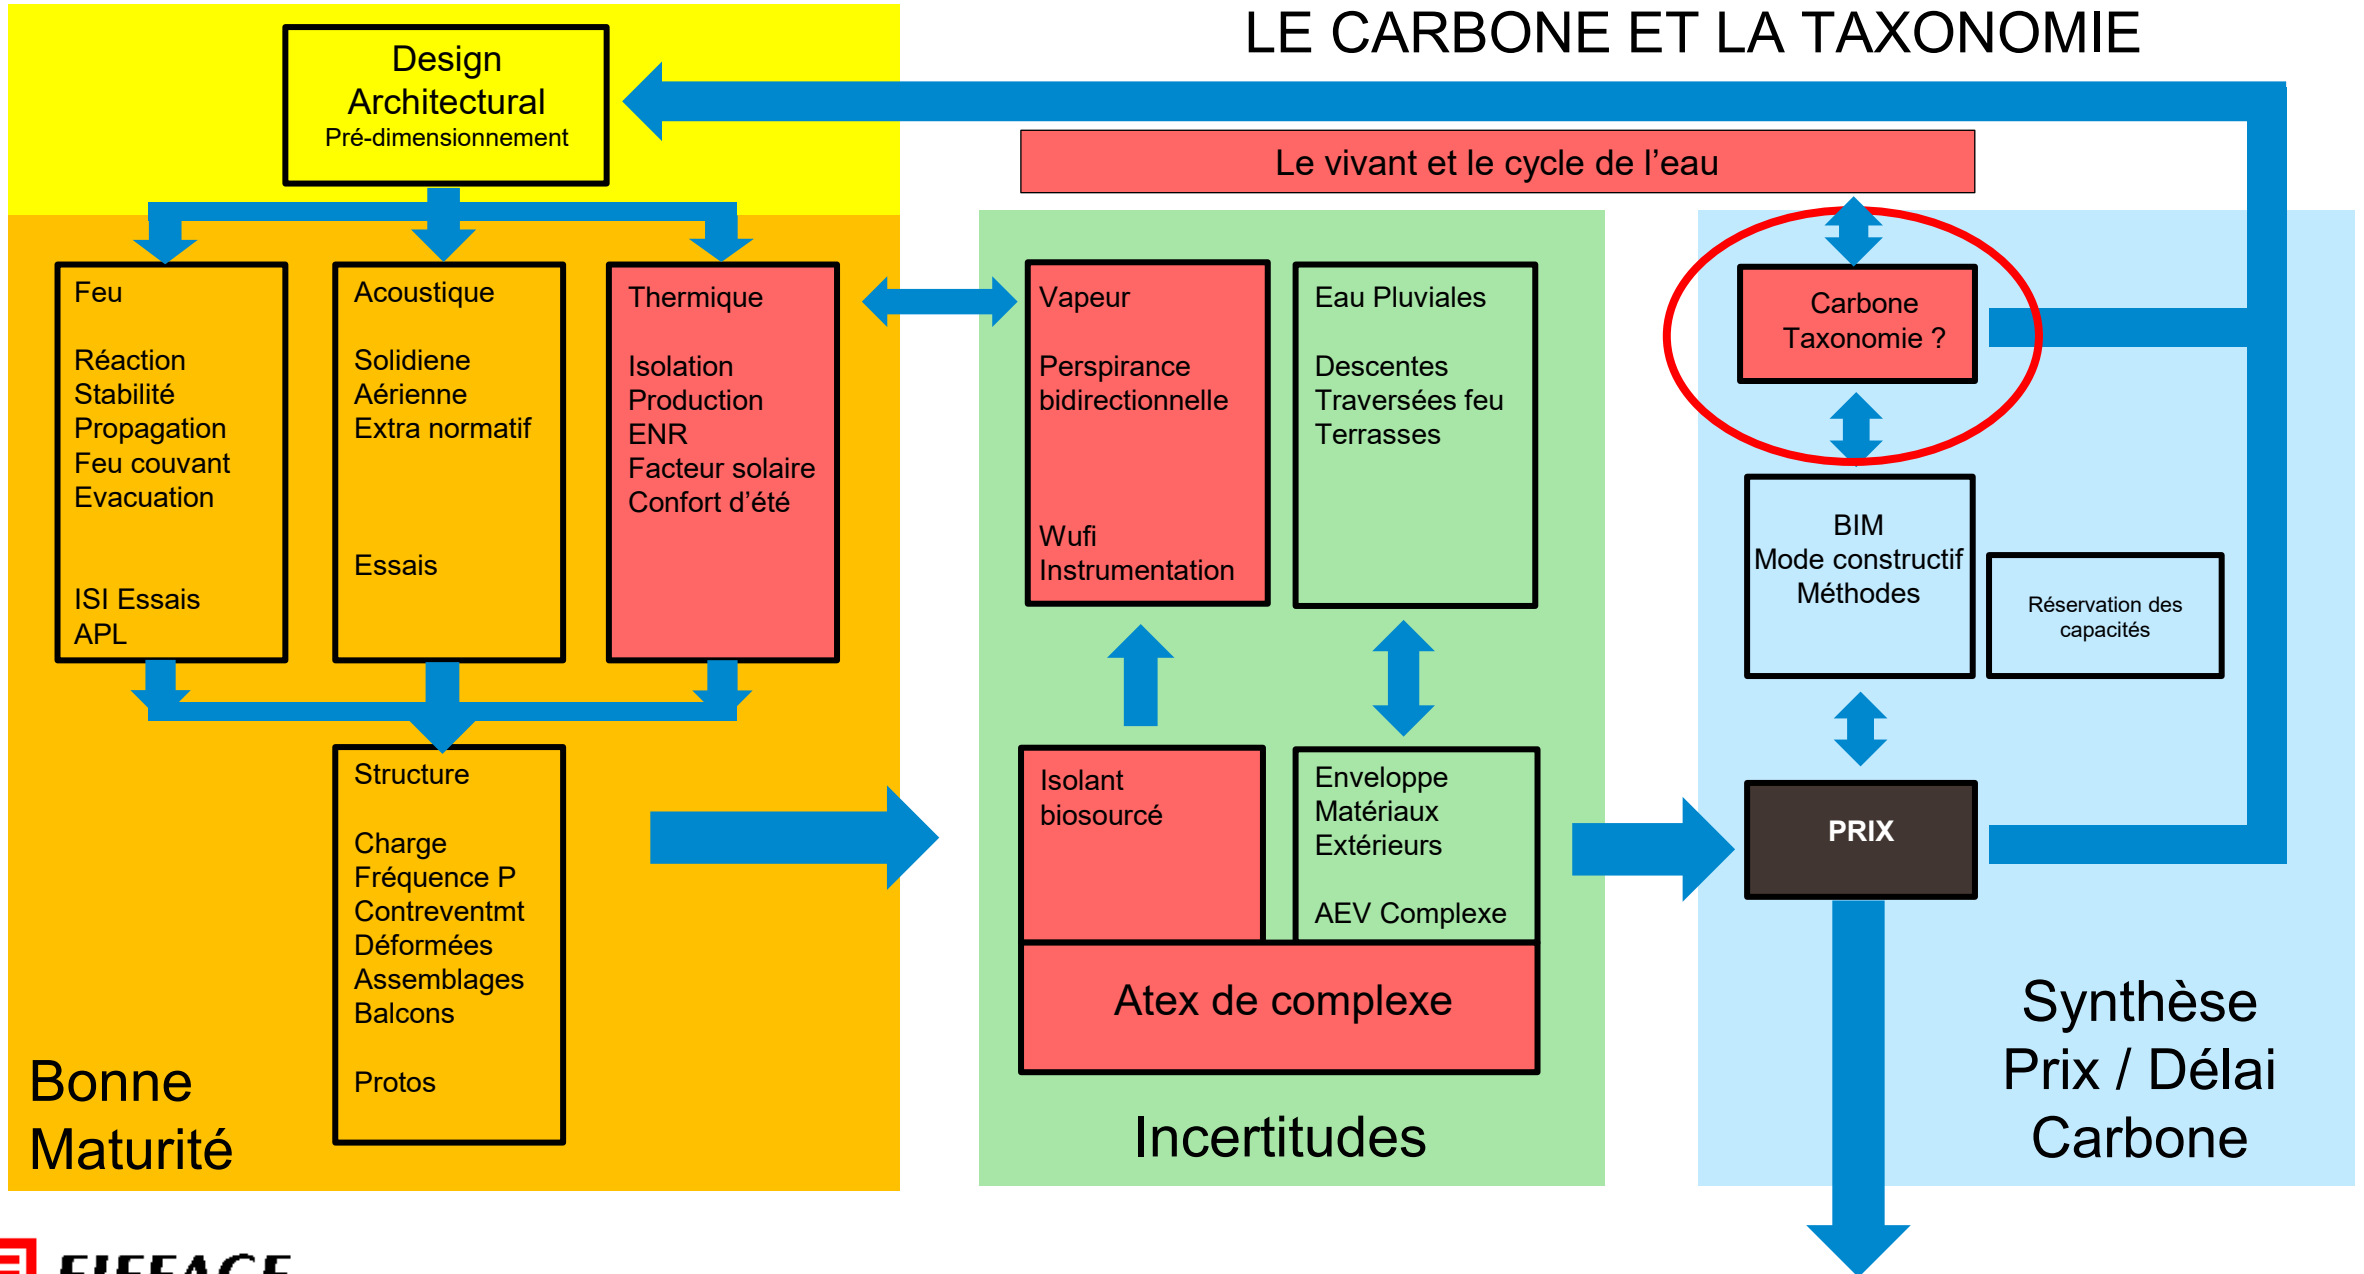 LE CARBONE ET LA TAXONOMIE
Design
Architectural
Pré-dimensionnement
Le vivant et le cycle de l’eau
Feu
Réaction
Stabilité
Propagation
Feu couvant
Evacuation
ISI Essais
APL
Acoustique
Solidiene
Aérienne
Extra normatif
Essais
Thermique
Isolation
Production
ENR
Facteur solaire
Confort d’été
Vapeur
Perspirance
bidirectionnelle
Wufi
Instrumentation
Eau Pluviales
Descentes
Traversées feu
Terrasses
Carbone
Taxonomie ?
BIM
Mode constructif
Méthodes
Réservation des
capacités
Structure
Charge
Fréquence P
Contreventmt
Déformées
Assemblages
Balcons
Protos
Isolant
biosourcé
Enveloppe
Matériaux
Extérieurs
AEV Complexe
Atex de complexe
PRIX
Bonne
Maturité
Incertitudes
Synthèse
Prix / Délai
Carbone
EIFFAGE